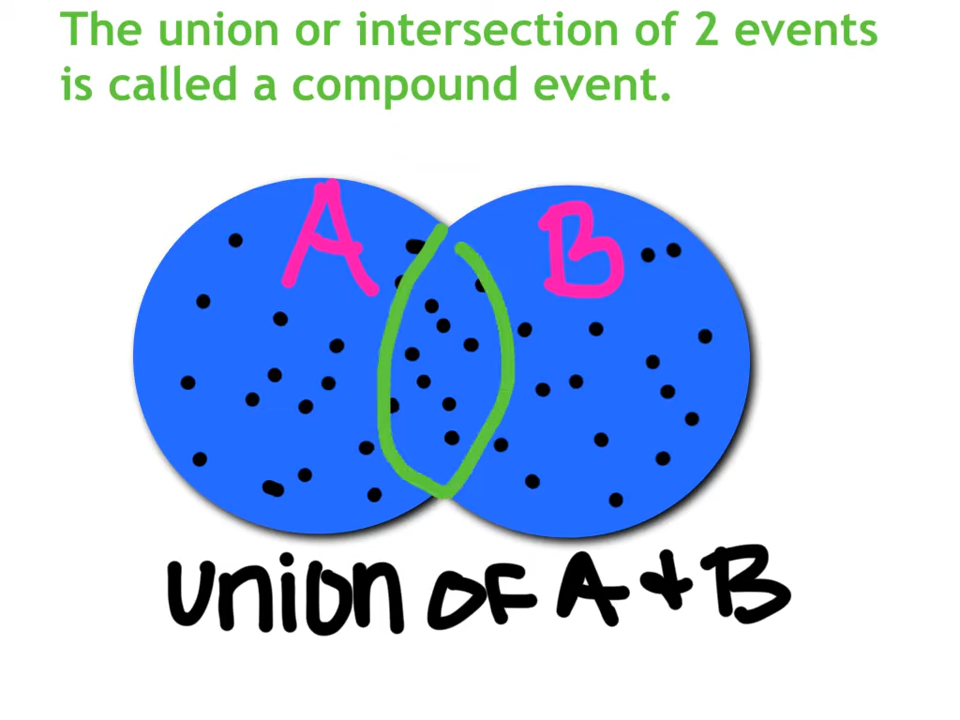 The union or intersection of 2 events
is called a compound event.
A B
union of A + B